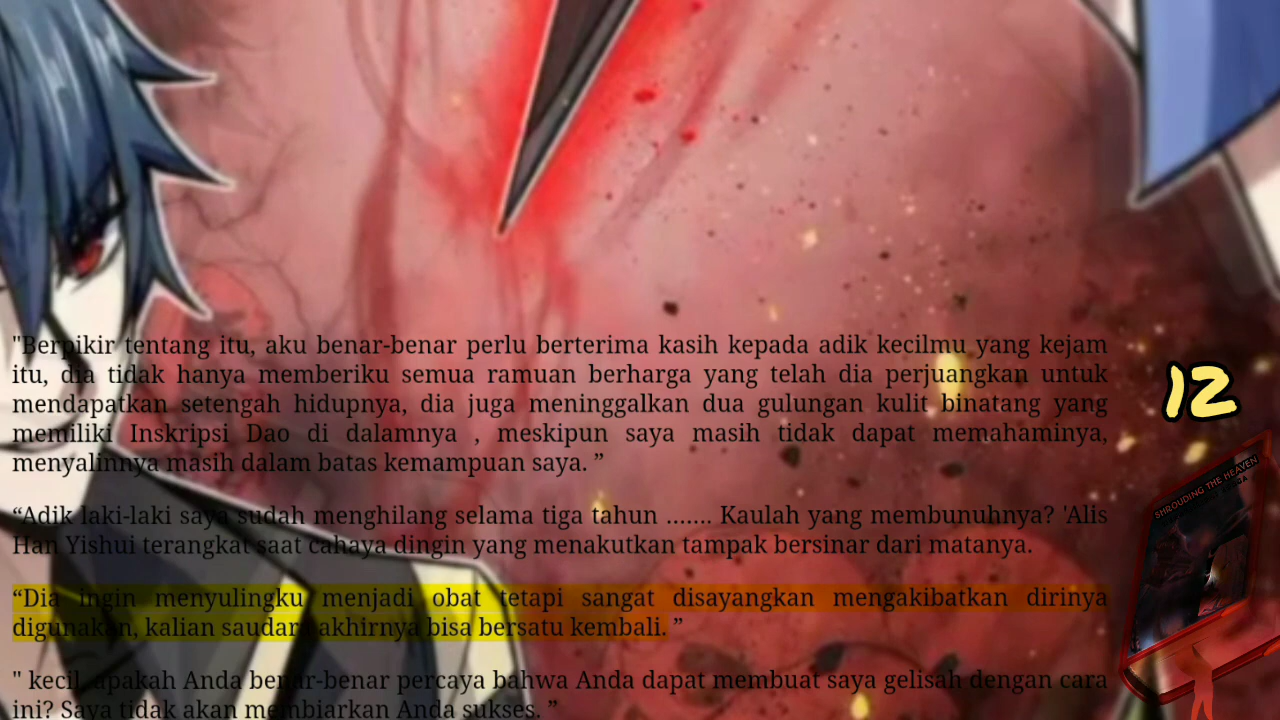 "Berpikir tentang itu, aku benar-benar perlu berterima kasih kepada adik kecilmu yang kejam
itu, dia tidak hanya memberiku semua ramuan berharga yang telah dia perjuangkan untuk
mendapatkan setengah hidupnya, dia juga meninggalkan dua gulungan kulit binatang yang
memiliki Inskripsi Dao di dalamnya , meskipun saya masih tidak dapat memahaminya,
menyalinnya masih dalam batas kemampuan saya. ”
“Adik laki-laki saya sudah menghilang selama tiga tahun ....... Kaulah yang membunuhnya? 'Alis
Han Yishui terangkat saat cahaya dingin yang menakutkan tampak bersinar dari matanya.
“Dia ingin menyulingku menjadi obat tetapi sangat disayangkan mengakibatkan dirinya
digunakan, kalian saudara akhirnya bisa bersatu kembali. ”
" kecil, apakah Anda benar-benar percaya bahwa Anda dapat membuat saya gelisah dengan cara
ini? Saya tidak akan membiarkan Anda sukses. ”
12
SHROUDING THE HEAVEN